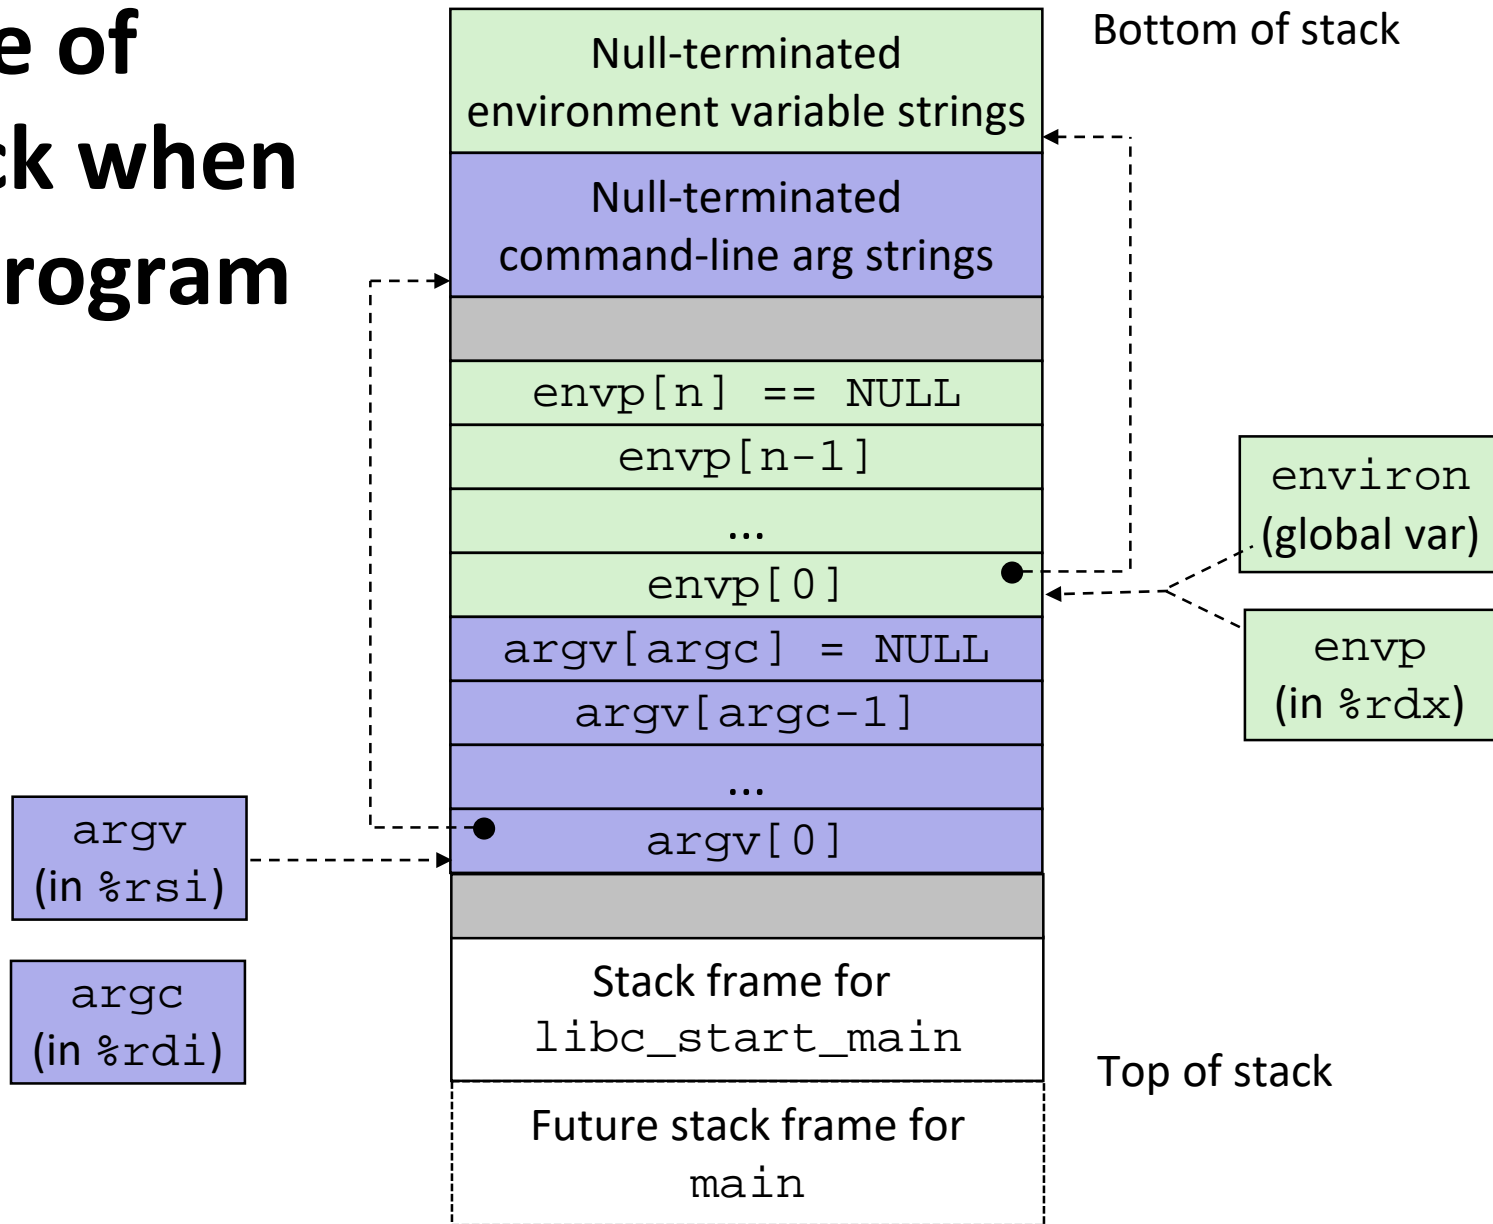 e of
ck when
rogram
Bottom of stack
Null-terminated
environment variable strings
Null-terminated
command-line arg strings
envp[n] == NULL
envp[n-1]
...
envp[0]
argv[argc] = NULL
argv[argc-1]
...
argv[0]
environ
(global var)
envp
(in %rdx)
argv
(in %rsi)
argc
(in %rdi)
Stack frame for
libc_start_main
Top of stack
Future stack frame for
main